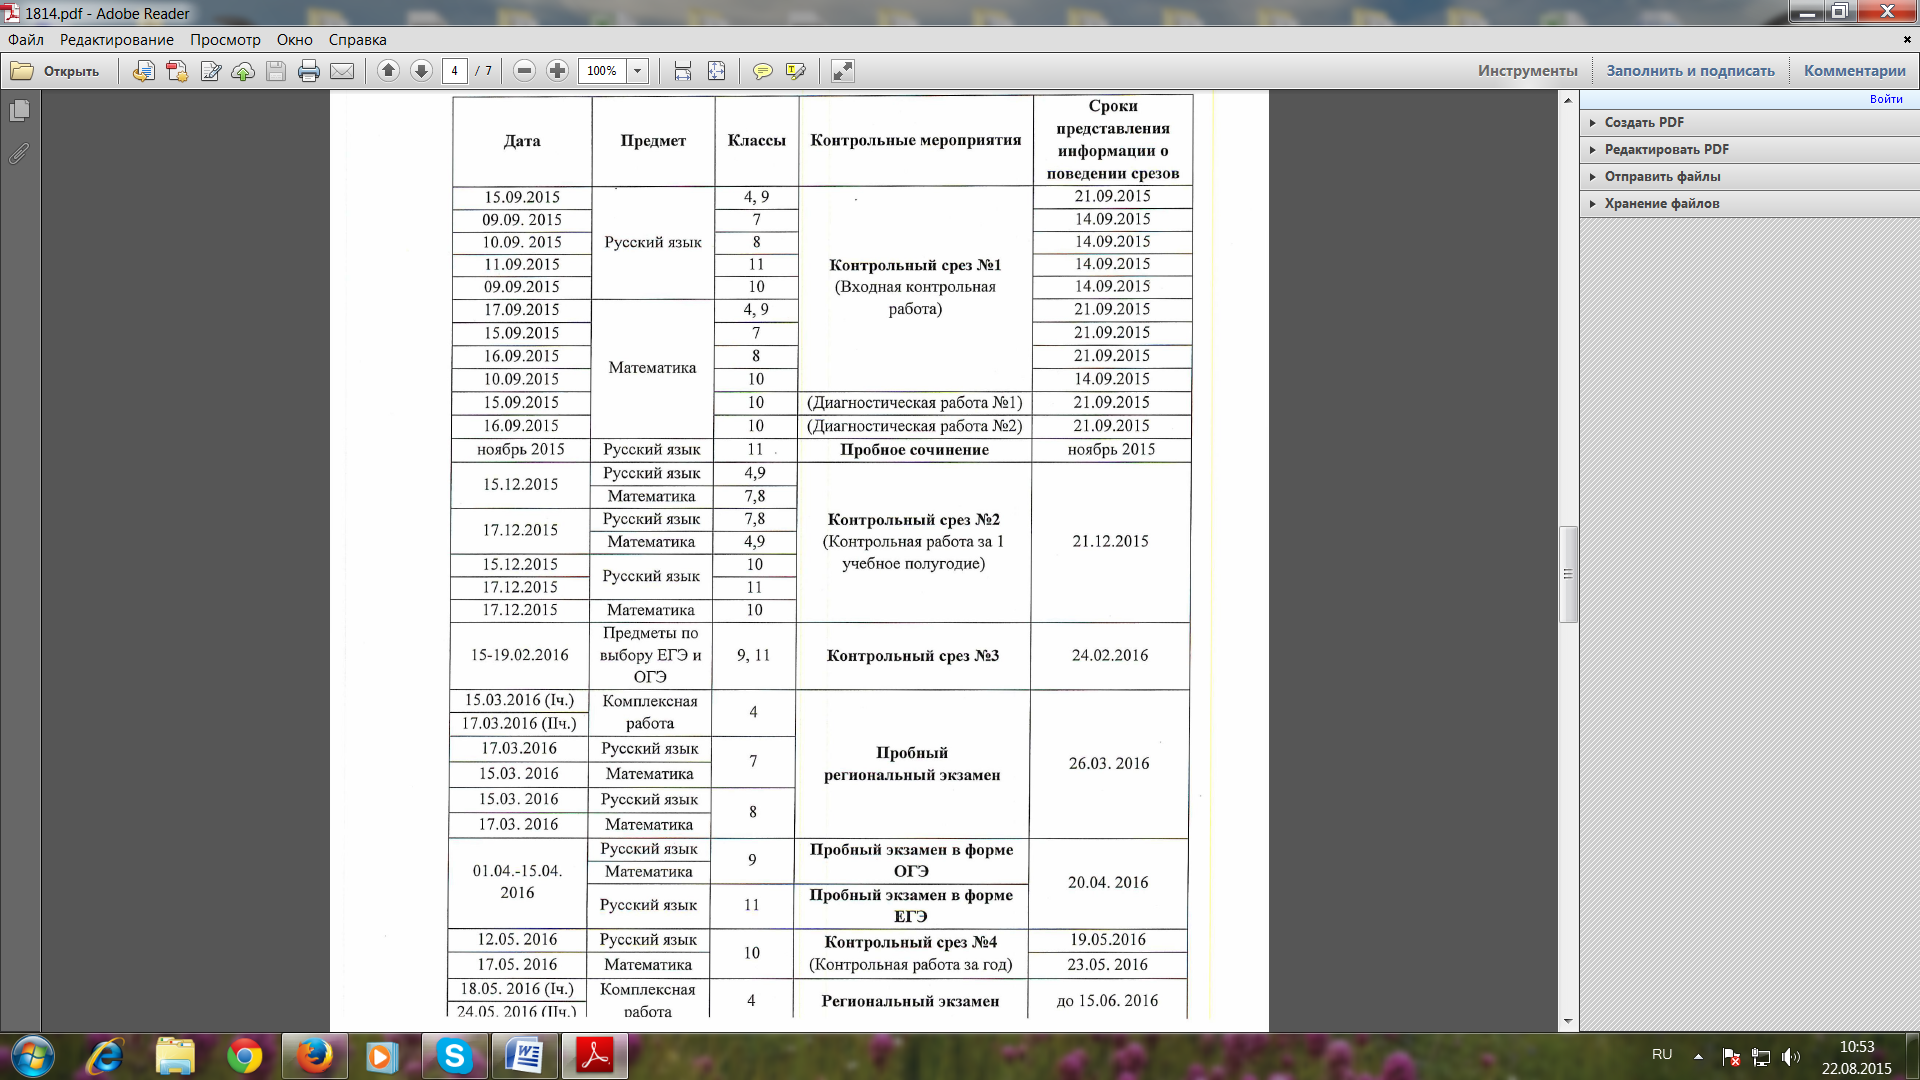 1814.pdf - Adobe Reader
Файл Редактирование Просмотр Окно Справка
Открыть 4 / 7 100% Инструменты Заполнить и подписать Комментарии
Войти
Создать PDF
Редактировать PDF
Отправить файлы
Хранение файлов
Дата Предмет Классы Контрольные мероприятия Сроки
представления
информации о
поведении срезов
15.09.2015 Русский язык 4, 9 Контрольный срез №1 21.09.2015
(Входная контрольная
работа)
09.09. 2015 7 14.09.2015
10.09. 2015 8 14.09.2015
11.09.2015 11 14.09.2015
09.09.2015 10 14.09.2015
17.09.2015 Математика 4, 9 21.09.2015
15.09.2015 7 21.09.2015
16.09.2015 8 21.09.2015
10.09.2015 10 14.09.2015
15.09.2015 10 (Диагностическая работа №1) 21.09.2015
16.09.2015 10 (Диагностическая работа №2) 21.09.2015
ноябрь 2015 Русский язык 11 Пробное сочинение ноябрь 2015
15.12.2015 Русский язык 4,9 Контрольный срез №2 21.12.2015
(Контрольная работа за 1
учебное полугодие)
Математика 7,8
17.12.2015 Русский язык 7,8
Математика 4,9
15.12.2015 Русский язык 10
17.12.2015 11
17.12.2015 Математика 10
15-19.02.2016 Предметы по
выбору ЕГЭ и
ОГЭ 9, 11 Контрольный срез №3 24.02.2016
15.03.2016 (Iч.) Комплексная
17.03.2016 (IIч.) работа 4 Пробный
региональный экзамен 26.03. 2016
17.03.2016 Русский язык 7
15.03. 2016 Математика
15.03. 2016 Русский язык 8
17.03. 2016 Математика
01.04.-15.04.
2016 Русский язык 9 Пробный экзамен в форме
ОГЭ 20.04. 2016
Математика
Русский язык 11 Пробный экзамен в форме
ЕГЭ
12.05. 2016 Русский язык 10 Контрольный срез №4 19.05.2016
17.05. 2016 Математика (Контрольная работа за год) 23.05. 2016
18.05. 2016 (Iч.) Комплексная 4 Региональный экзамен до 15.06. 2016
24.05. 2016 (IIч.) работа
RU 10:53
22.08.2015